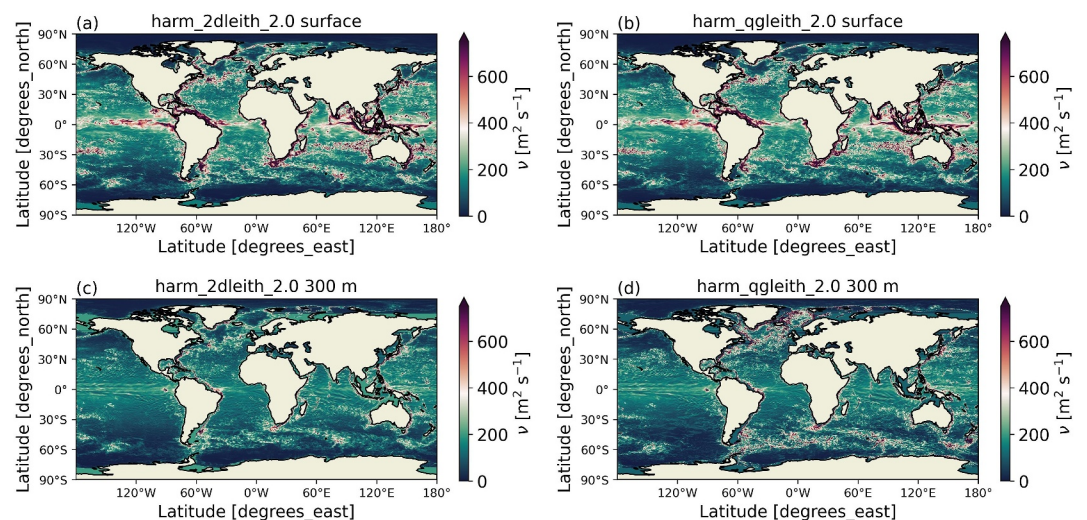 (a) harm_2dleith_2.0 surface
90°N
60°N
30°N
0°
30°S
60°S
90°S
Latitude [degrees_north]
120°W 60°W 0°W 60°E 120°E 180°
Latitude [degrees_east]
600
400
200
0
ν [m² s⁻¹]
(b) harm_qgleith_2.0 surface
90°N
60°N
30°N
0°
30°S
60°S
90°S
Latitude [degrees_north]
120°W 60°W 0°W 60°E 120°E 180°
Latitude [degrees_east]
600
400
200
0
ν [m² s⁻¹]
(c) harm_2dleith_2.0 300 m
90°N
60°N
30°N
0°
30°S
60°S
90°S
Latitude [degrees_north]
120°W 60°W 0°W 60°E 120°E 180°
Latitude [degrees_east]
600
400
200
0
ν [m² s⁻¹]
(d) harm_qgleith_2.0 300 m
90°N
60°N
30°N
0°
30°S
60°S
90°S
Latitude [degrees_north]
120°W 60°W 0°W 60°E 120°E 180°
Latitude [degrees_east]
600
400
200
0
ν [m² s⁻¹]